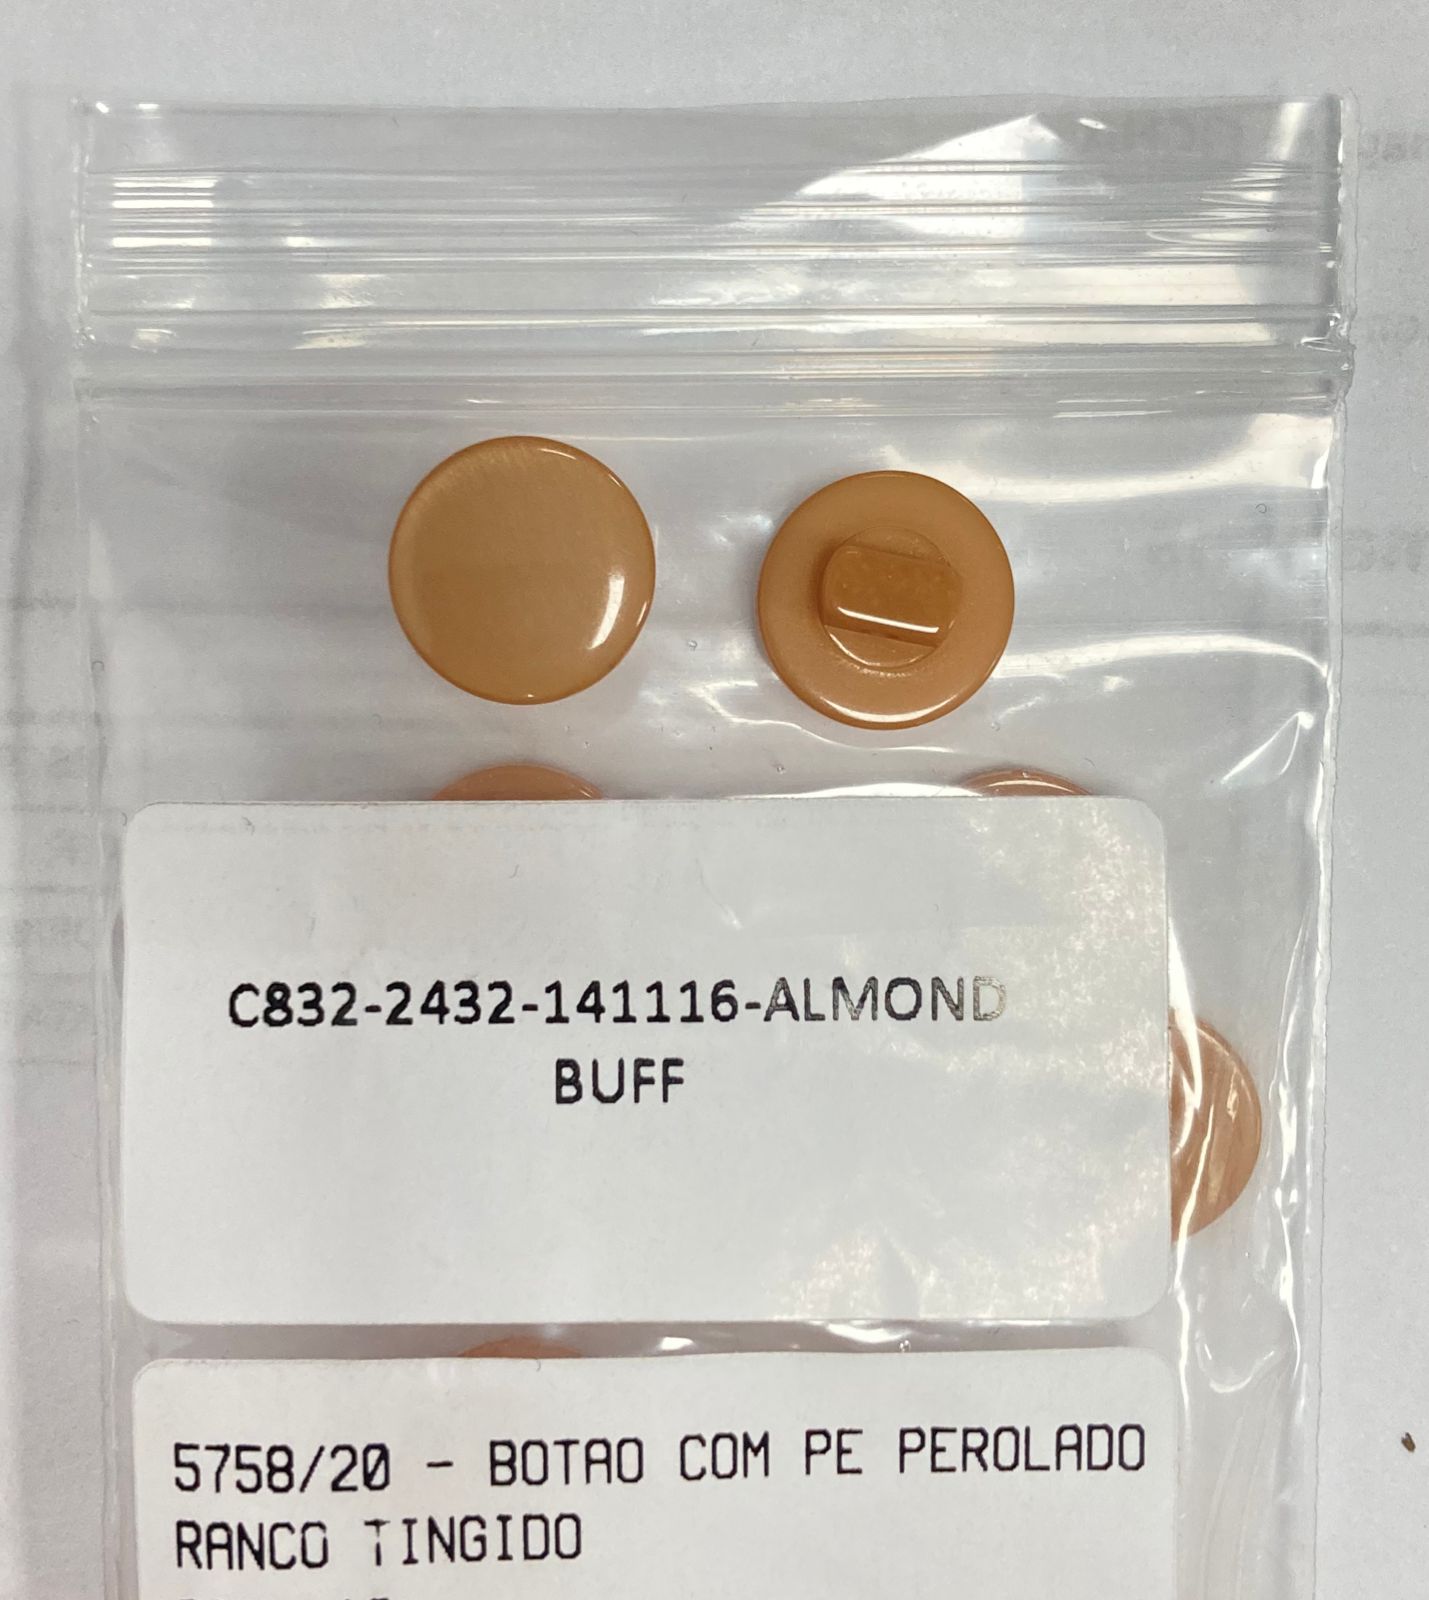 C832-2432-141116-ALMOND
BUFF
5758/20 - BOTAO COM PE PEROLADO
RANCO TINGIDO